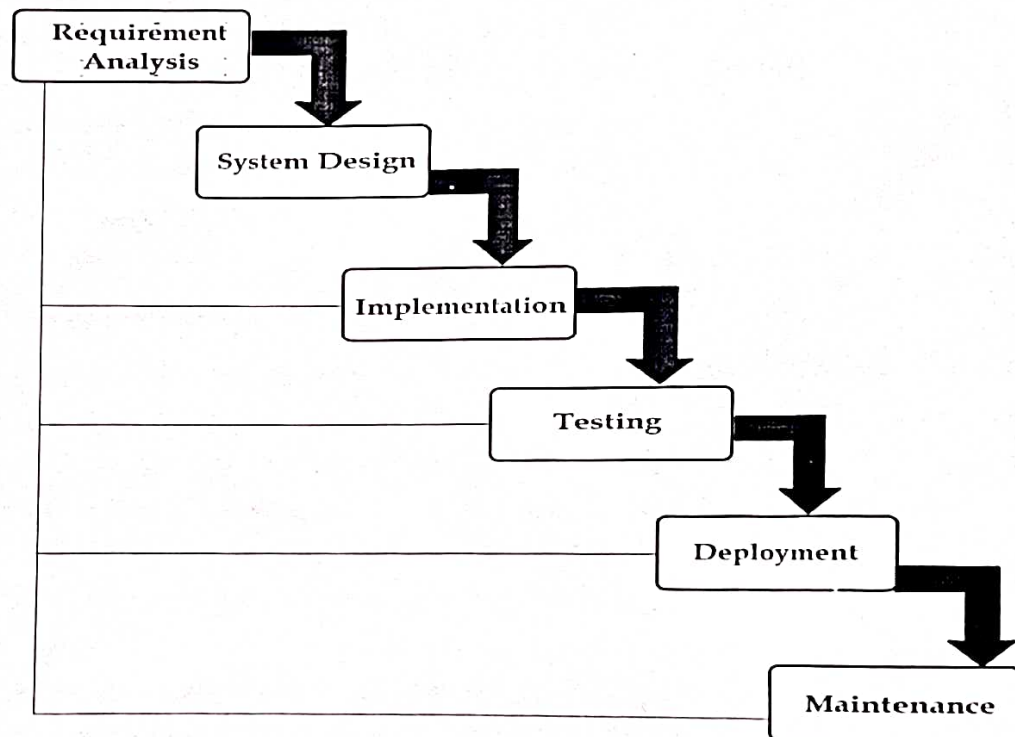 Requirement
Analysis
System Design
Implementation
Testing
Deployment
Maintenance